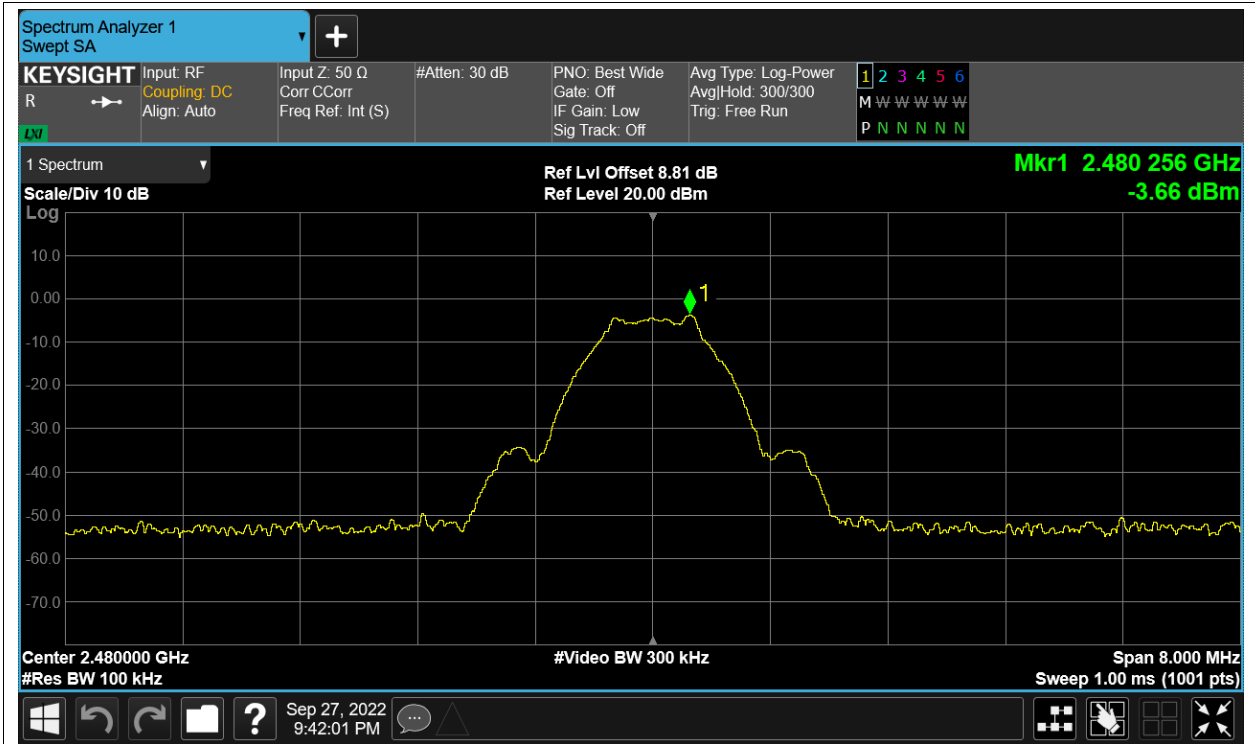 Spectrum Analyzer 1
Swept SA
+
KEYSIGHT
R
LXI
Input: RF
Coupling: DC
Align: Auto
Input Z: 50 Ω
Corr CCorr
Freq Ref: Int (S)
#Atten: 30 dB
PNO: Best Wide
Gate: Off
IF Gain: Low
Sig Track: Off
Avg Type: Log-Power
Avg|Hold: 300/300
Trig: Free Run
1 2 3 4 5 6
M W W W W W
P N N N N N
1 Spectrum
Scale/Div 10 dB
Log
Ref Lvl Offset 8.81 dB
Ref Level 20.00 dBm
Mkr1 2.480 256 GHz
-3.66 dBm
10.0
0.00
-10.0
-20.0
-30.0
-40.0
-50.0
-60.0
-70.0
1
Center 2.480000 GHz
#Res BW 100 kHz
#Video BW 300 kHz
Span 8.000 MHz
Sweep 1.00 ms (1001 pts)
?
Sep 27, 2022
9:42:01 PM